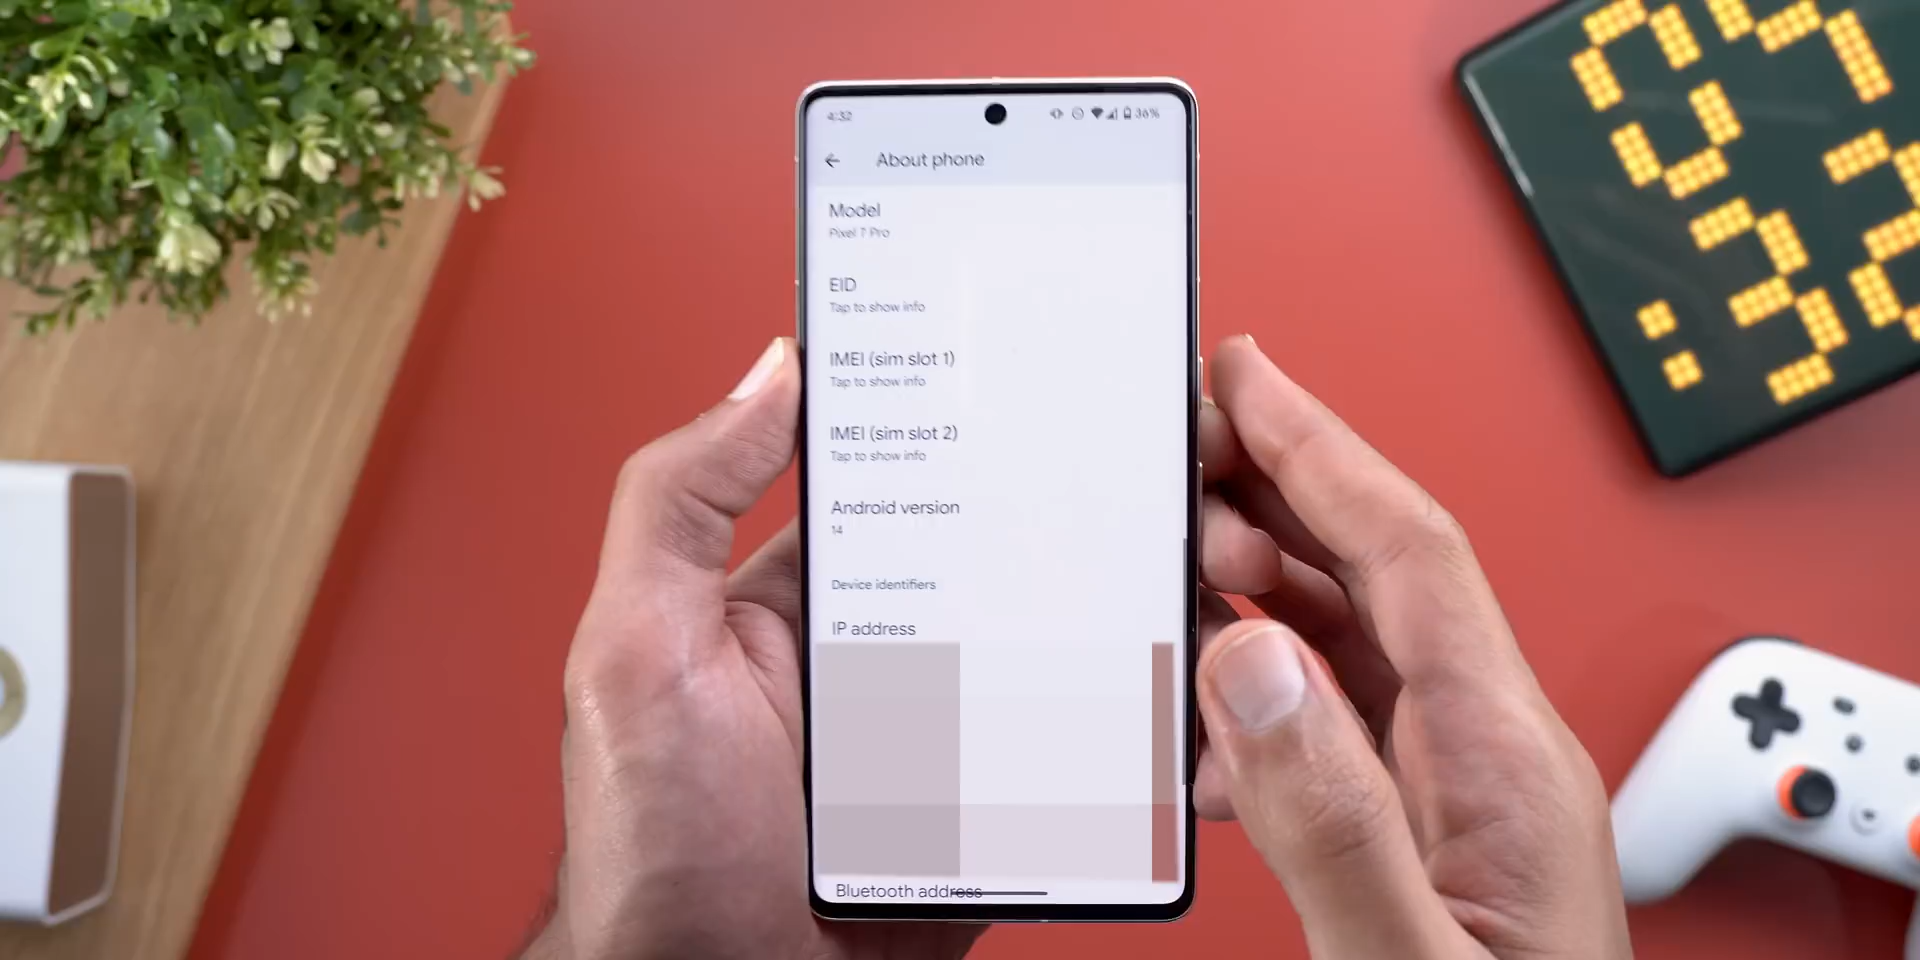 4:32
36%
About phone
Model
Pixel 7 Pro
EID
Tap to show info
IMEI (sim slot 1)
Tap to show info
IMEI (sim slot 2)
Tap to show info
Android version
14
Device identifiers
IP address
Bluetooth address